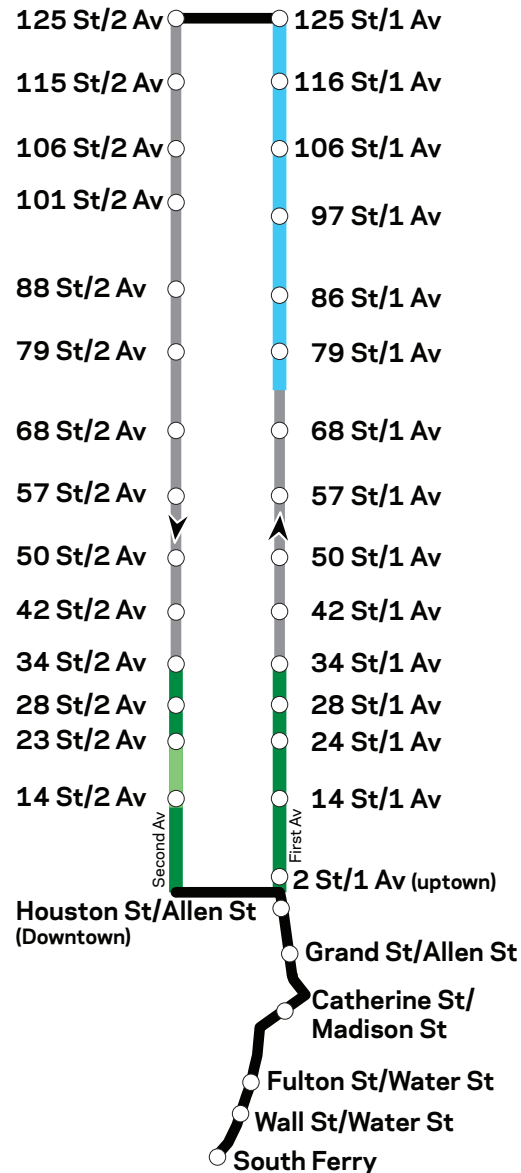 125 St/2 Av
125 St/1 Av
115 St/2 Av
116 St/1 Av
106 St/2 Av
106 St/1 Av
101 St/2 Av
97 St/1 Av
88 St/2 Av
86 St/1 Av
79 St/2 Av
79 St/1 Av
68 St/2 Av
68 St/1 Av
57 St/2 Av
57 St/1 Av
50 St/2 Av
50 St/1 Av
42 St/2 Av
42 St/1 Av
34 St/2 Av
34 St/1 Av
28 St/2 Av
28 St/1 Av
23 St/2 Av
24 St/1 Av
14 St/2 Av
14 St/1 Av
Second Av
First Av
2 St/1 Av (uptown)
Houston St/Allen St
(Downtown)
Grand St/Allen St
Catherine St/
Madison St
Fulton St/Water St
Wall St/Water St
South Ferry